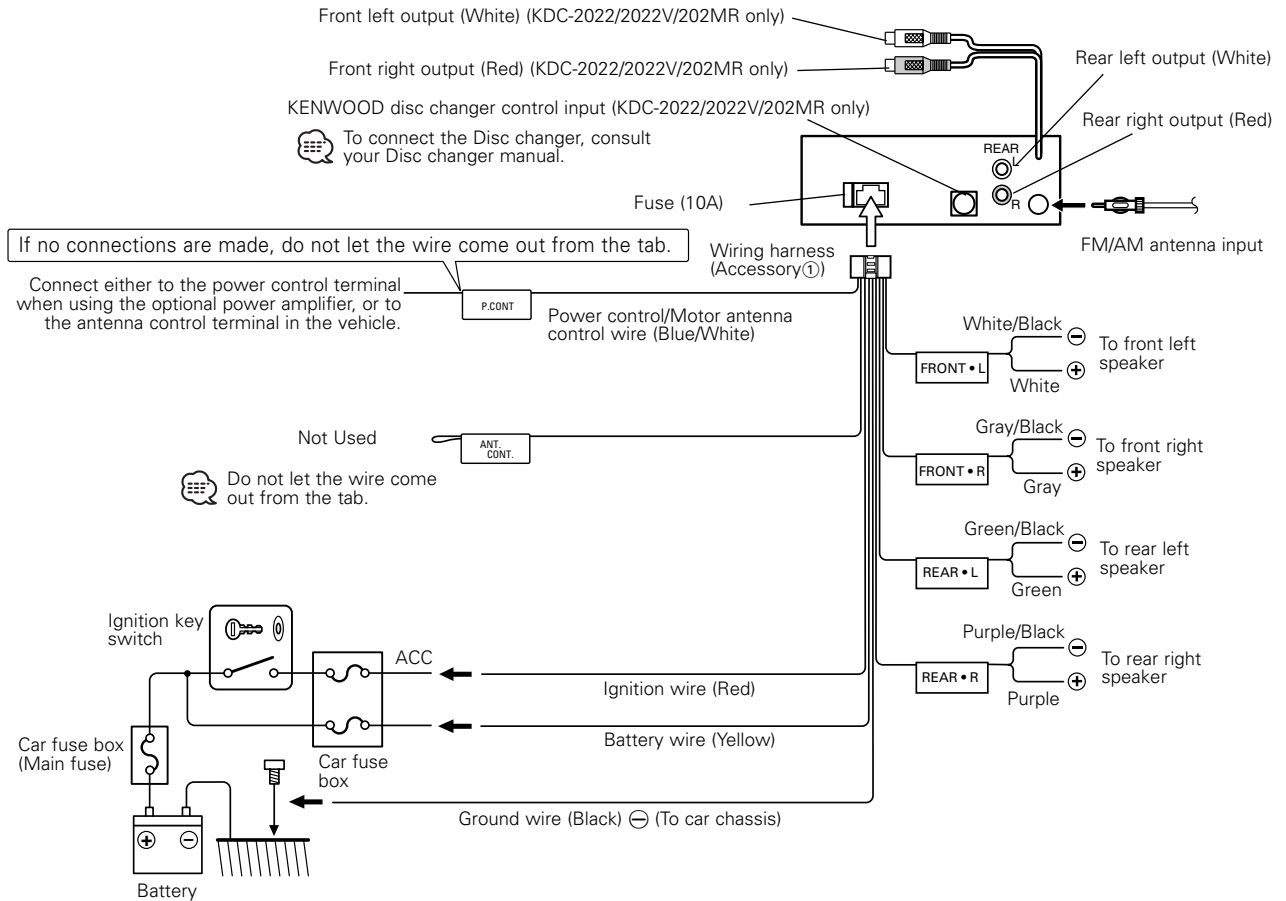 Front left output (White) (KDC-2022/2022V/202MR only)
Front right output (Red) (KDC-2022/2022V/202MR only)
KENWOOD disc changer control input (KDC-2022/2022V/202MR only)
To connect the Disc changer, consult
your Disc changer manual.
Rear left output (White)
Rear right output (Red)
REAR
L
R
Fuse (10A)
FM/AM antenna input
If no connections are made, do not let the wire come out from the tab.
Wiring harness
(Accessory①)
Connect either to the power control terminal
when using the optional power amplifier, or to
the antenna control terminal in the vehicle.
P.CONT
Power control/Motor antenna
control wire (Blue/White)
White/Black
⊖
To front left
speaker
FRONT • L
⊕
White
Not Used
ANT.
CONT.
Do not let the wire come
out from the tab.
Gray/Black
⊖
To front right
speaker
FRONT • R
⊕
Gray
Green/Black
⊖
To rear left
speaker
REAR • L
⊕
Green
Purple/Black
⊖
To rear right
speaker
REAR • R
⊕
Purple
Ignition key
switch
ACC
Ignition wire (Red)
Battery wire (Yellow)
Car fuse box
(Main fuse)
Car fuse
box
Ground wire (Black) ⊖ (To car chassis)
⊕ ⊖
Battery